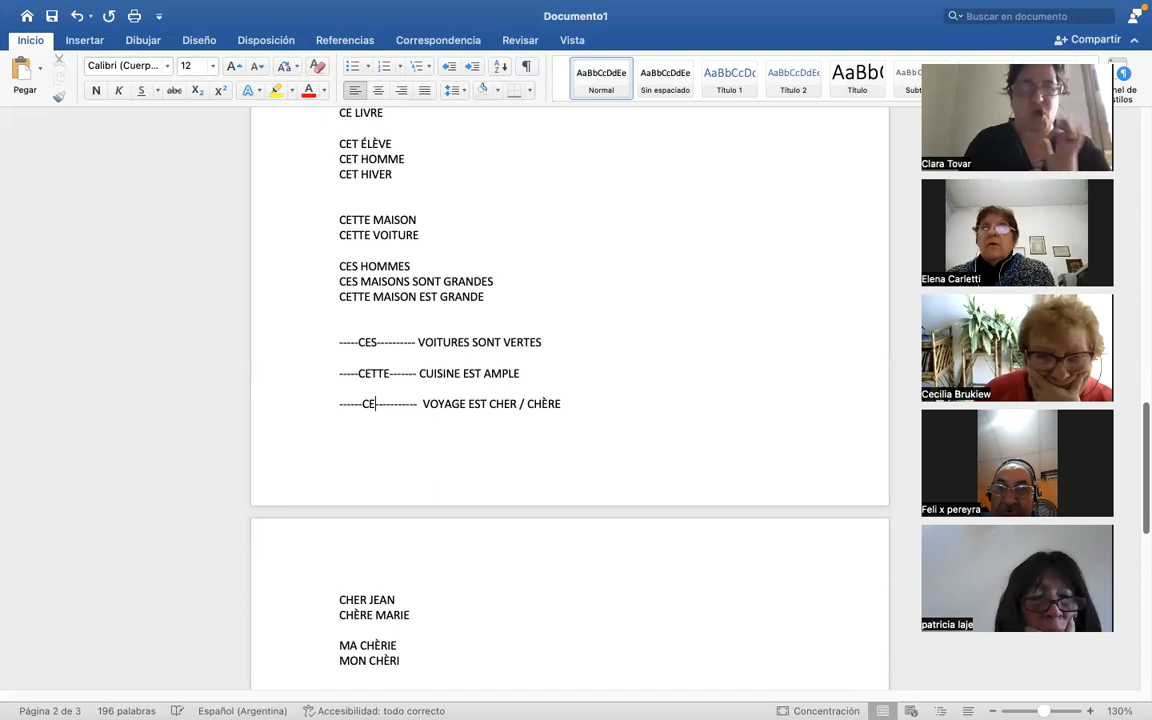 Documento1
Buscar en documento
Inicio Insertar Dibujar Diseño Disposición Referencias Correspondencia Revisar Vista Compartir
Pegar
Calibri (Cuerp... 12
N K S abc X₂ X²
AaBbCcDdEe AaBbCcDdEe AaBbCcDc AaBbCcDdEe AaBb(
Normal Sin espaciado Título 1 Título 2 Título
CE LIVRE
CET ÉLÈVE
CET HOMME
CET HIVER
CETTE MAISON
CETTE VOITURE
CES HOMMES
CES MAISONS SONT GRANDES
CETTE MAISON EST GRANDE
-----CES---------- VOITURES SONT VERTES
-----CETTE------- CUISINE EST AMPLE
------CE----------- VOYAGE EST CHER / CHÈRE
CHER JEAN
CHÈRE MARIE
MA CHÈRIE
MON CHÈRI
Clara Tovar
Elena Carletti
Cecilia Brukiew
Feli x pereyra
patricia laje
Página 2 de 3 196 palabras Español (Argentina) Accesibilidad: todo correcto Concentración 130%